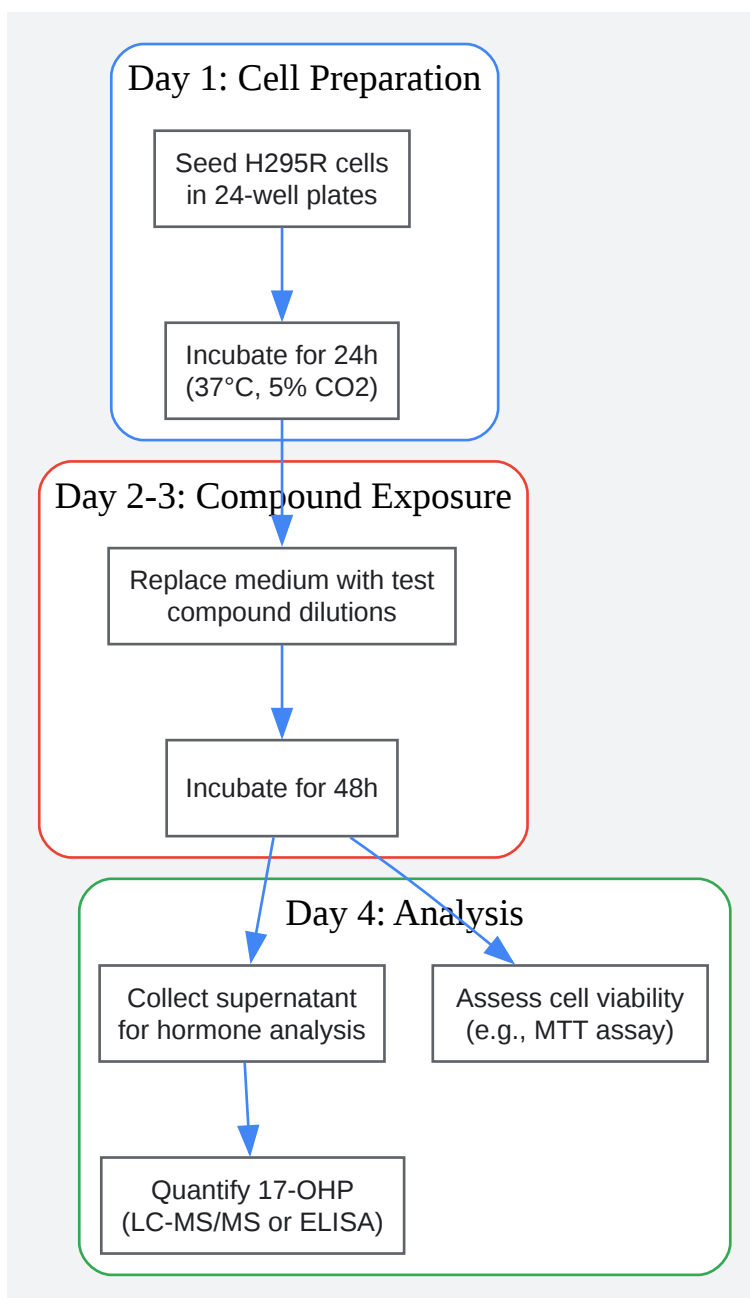 Day 1: Cell Preparation
Seed H295R cells
in 24-well plates
Incubate for 24h
(37°C, 5% CO2)
Day 2-3: Compound Exposure
Replace medium with test
compound dilutions
Incubate for 48h
Day 4: Analysis
Collect supernatant
for hormone analysis
Assess cell viability
(e.g., MTT assay)
Quantify 17-OHP
(LC-MS/MS or ELISA)